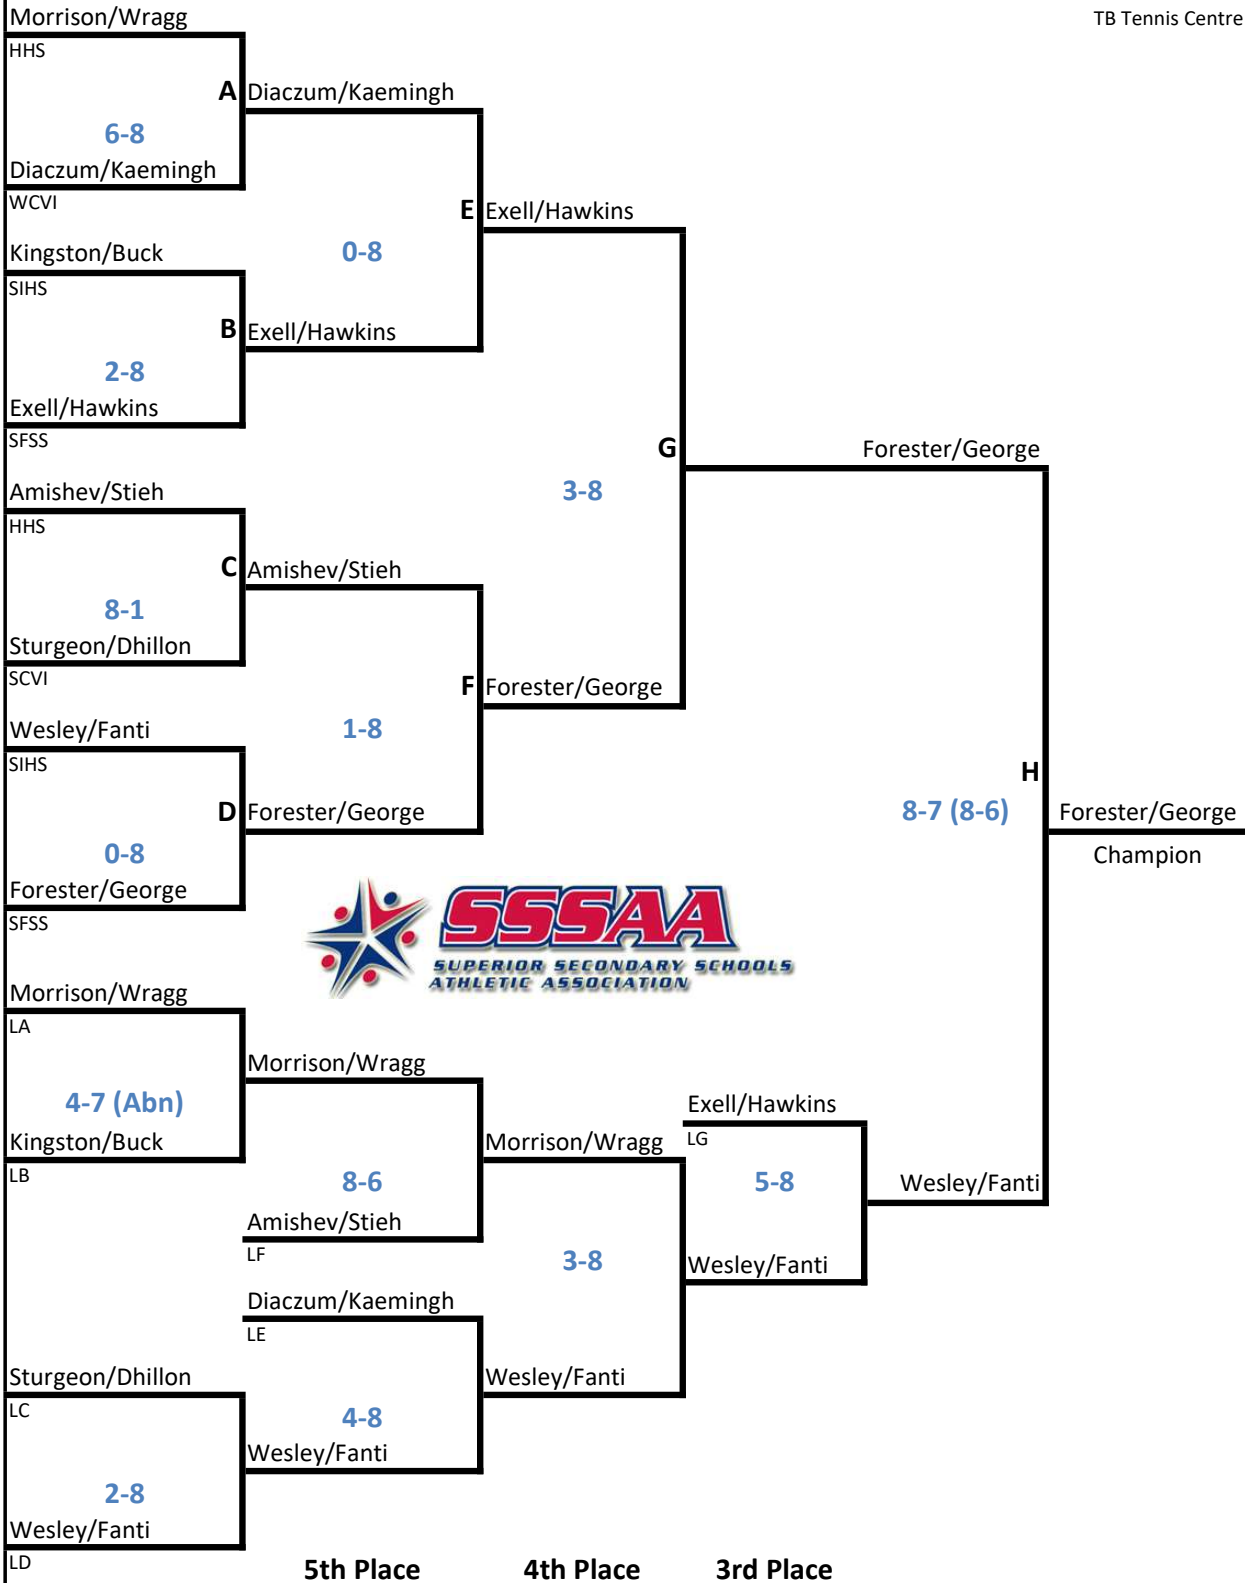 Morrison/Wragg
TB Tennis Centre
HHS
A
Diaczum/Kaemingh
6-8
Diaczum/Kaemingh
WCVI
E
Exell/Hawkins
Kingston/Buck
0-8
SIHS
B
Exell/Hawkins
2-8
Exell/Hawkins
SFSS
G
Forester/George
Amishev/Stieh
3-8
HHS
C
Amishev/Stieh
8-1
Sturgeon/Dhillon
SCVI
F
Forester/George
Wesley/Fanti
1-8
SIHS
H
D
Forester/George
8-7 (8-6)
Forester/George
0-8
Champion
Forester/George
SFSS
SSSAA
SUPERIOR SECONDARY SCHOOLS
ATHLETIC ASSOCIATION
Morrison/Wragg
LA
Morrison/Wragg
4-7 (Abn)
Exell/Hawkins
Kingston/Buck
Morrison/Wragg
LG
LB
8-6
5-8
Wesley/Fanti
Amishev/Stieh
LF
3-8
Wesley/Fanti
Diaczum/Kaemingh
LE
Sturgeon/Dhillon
Wesley/Fanti
LC
4-8
Wesley/Fanti
2-8
Wesley/Fanti
LD
5th Place
4th Place
3rd Place